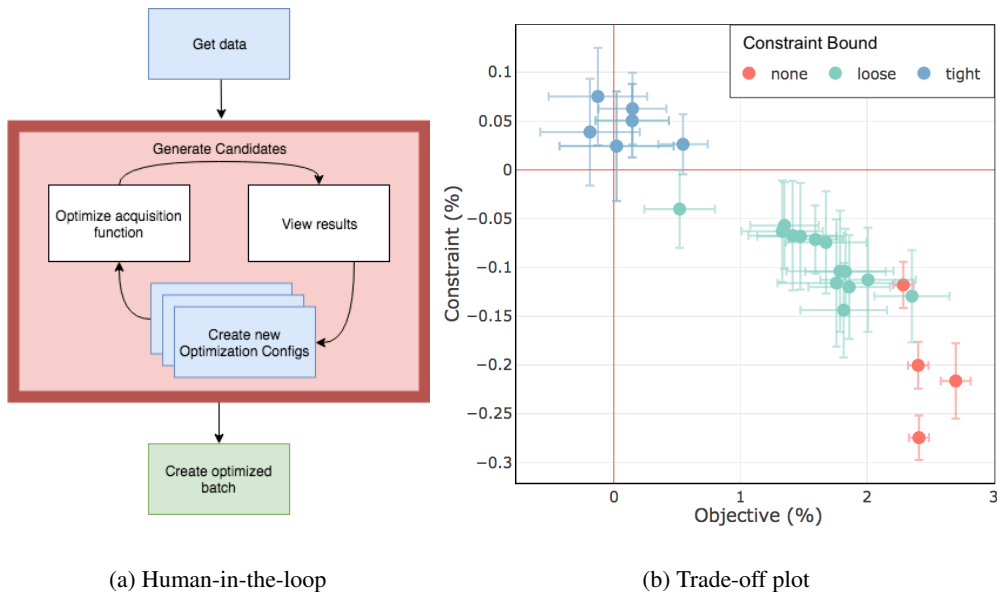 Get data
Generate Candidates
Optimize acquisition
function
View results
Create new
Optimization Configs
Create optimized
batch
(a) Human-in-the-loop
Constraint Bound
none
loose
tight
0.1
0.05
0
−0.05
−0.1
−0.15
−0.2
−0.25
−0.3
Constraint (%)
0
1
2
3
Objective (%)
(b) Trade-off plot